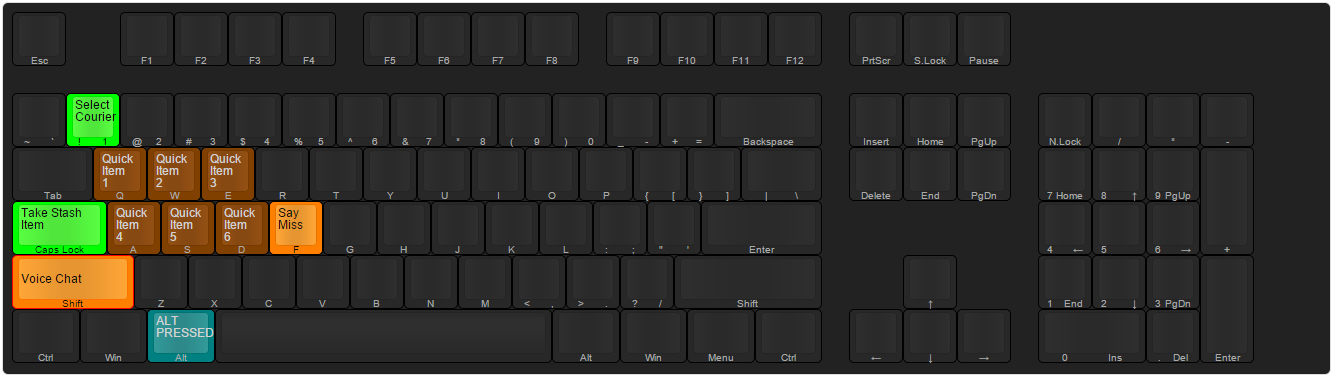 Esc F1 F2 F3 F4 F5 F6 F7 F8 F9 F10 F11 F12 PrtScr S.Lock Pause
Select
Courier
~ ` ! 1 @ 2 # 3 $ 4 % 5 ^ 6 & 7 * 8 ( 9 ) 0 _ - + = Backspace Insert Home PgUp N.Lock / * -
Quick Quick Quick
Item Item Item
1 2 3
Tab Q W E R T Y U I O P { [ } ] | \ Delete End PgDn 7 Home 8 ↑ 9 PgUp
Take Stash Quick Quick Quick Say
Item Item Item Item Miss
4 5 6
Caps Lock A S D F G H J K L : ; " ' Enter 4 ← 5 6 → +
Voice Chat
Shift Z X C V B N M < , > . ? / Shift ↑ 1 End 2 ↓ 3 PgDn
ALT
PRESSED
Ctrl Win Alt Alt Win Menu Ctrl ← ↓ → 0 Ins . Del Enter